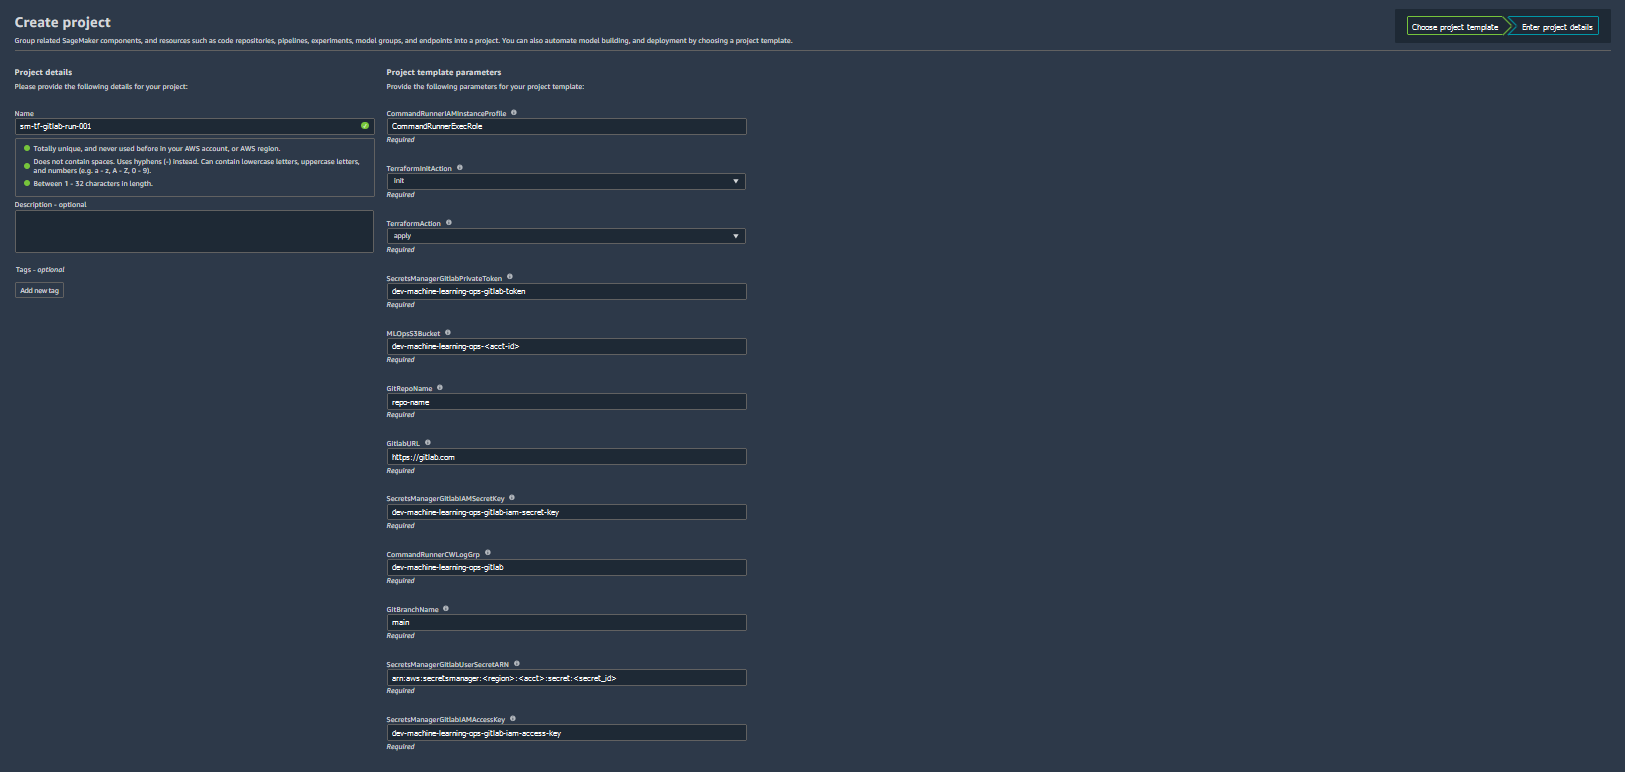 Create project
Group related SageMaker components, and resources such as code repositories, pipelines, experiments, model groups, and endpoints into a project. You can also automate model building, and deployment by choosing a project template.
Choose project template
Enter project details
Project details
Please provide the following details for your project:
Name
sm-tf-gitlab-run-001
Totally unique, and never used before in your AWS account, or AWS region.
Does not contain spaces. Uses hyphens (-) instead. Can contain lowercase letters, uppercase letters,
and numbers (e.g. a - z, A - Z, 0 - 9).
Between 1 - 32 characters in length.
Description - optional
Tags - optional
Add new tag
Project template parameters
Provide the following parameters for your project template:
CommandRunnerIAMInstanceProfile
CommandRunnerExecRole
Required
TerraformInitAction
init
Required
TerraformAction
apply
Required
SecretsManagerGitlabPrivateToken
dev-machine-learning-ops-gitlab-token
Required
MLOpsS3Bucket
dev-machine-learning-ops-<acct-id>
Required
GitRepoName
repo-name
Required
GitlabURL
https://gitlab.com
Required
SecretsManagerGitlabIAMSecretKey
dev-machine-learning-ops-gitlab-iam-secret-key
Required
CommandRunnerCWLogGrp
dev-machine-learning-ops-gitlab
Required
GitBranchName
main
Required
SecretsManagerGitlabUserSecretARN
arn:aws:secretsmanager:<region>:<acct>:secret:<secret_id>
Required
SecretsManagerGitlabIAMAccessKey
dev-machine-learning-ops-gitlab-iam-access-key
Required